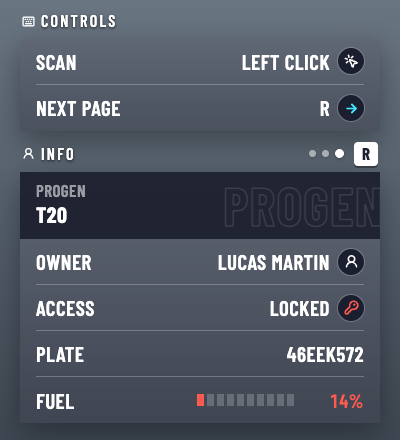 CONTROLS
SCAN LEFT CLICK
NEXT PAGE R
INFO R
PROGEN PROGEN
T20
OWNER LUCAS MARTIN
ACCESS LOCKED
PLATE 46EEK572
FUEL 14%